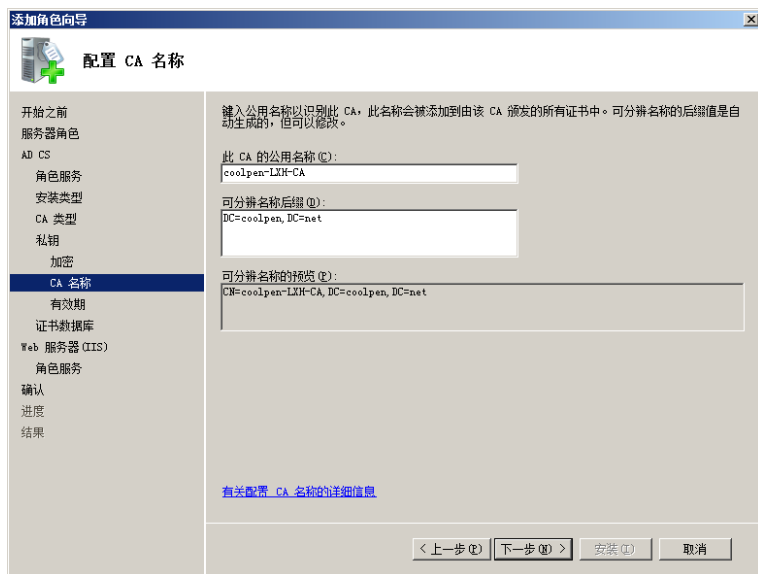 添加角色向导
配置 CA 名称
开始之前
服务器角色
AD CS
角色服务
安装类型
CA 类型
私钥
加密
CA 名称
有效期
证书数据库
Web 服务器(IIS)
角色服务
确认
进度
结果
键入公用名称以识别此 CA，此名称会被添加到由该 CA 颁发的所有证书中。可分辨名称的后缀值是自
动生成的，但可以修改。
此 CA 的公用名称(C):
coolpen-LXH-CA
可分辨名称后缀(D):
DC=coolpen,DC=net
可分辨名称的预览(P):
CN=coolpen-LXH-CA,DC=coolpen,DC=net
有关配置 CA 名称的详细信息
< 上一步(P) 下一步(N) > 安装(I) 取消